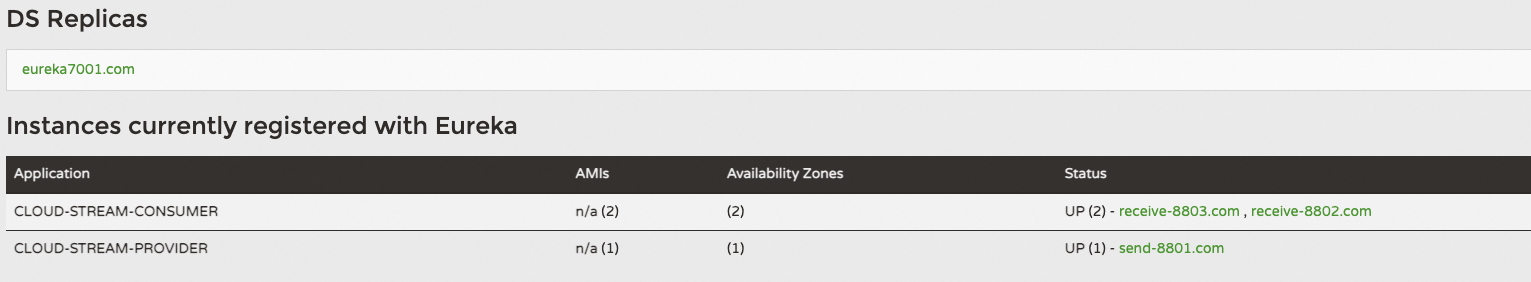 DS Replicas
eureka7001.com
Instances currently registered with Eureka
Application AMIs Availability Zones Status
CLOUD-STREAM-CONSUMER n/a (2) (2) UP (2) - receive-8803.com , receive-8802.com
CLOUD-STREAM-PROVIDER n/a (1) (1) UP (1) - send-8801.com